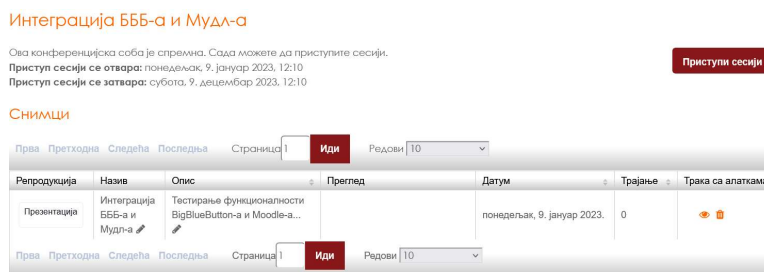 Интеграција БББ-а и Мудл-а
Ова конференцијска соба је спремна. Сада можете да приступите сесији.
Приступ сесији се отвара: понедељак, 9. јануар 2023, 12:10
Приступи сесији
Приступ сесији се затвара: субота, 9. децембар 2023, 12:10
Снимци
Прва Претходна Следећа Последња Страница 1 Иди Редови 10
Репродукција Назив Опис Преглед Датум Трајање Трака са алаткама
Презентација
Интеграција
БББ-а и
Мудл-а
Тестирање функционалности
BigBlueButton-а и Moodle-а...
понедељак, 9. јануар 2023.
0
Прва Претходна Следећа Последња Страница 1 Иди Редови 10